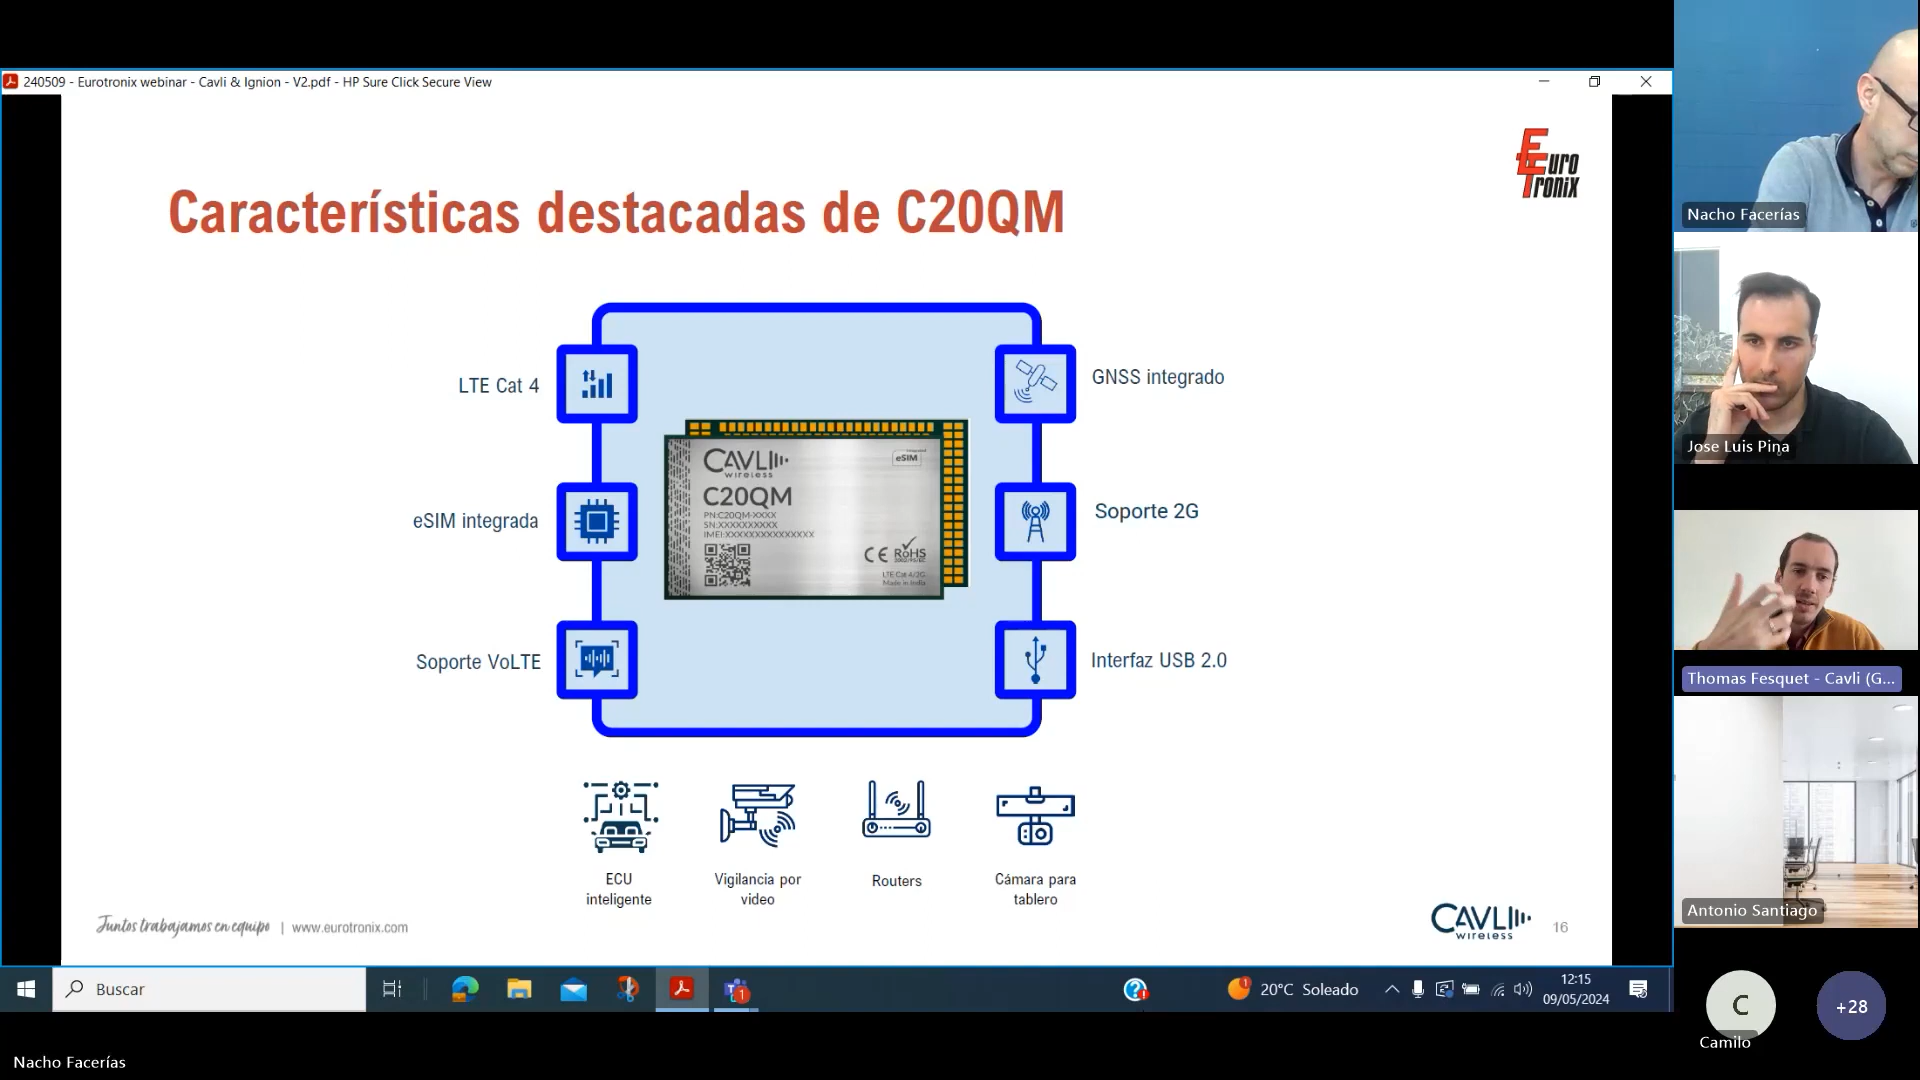 240509 - Eurotronix webinar - Cavli & Ignion - V2.pdf - HP Sure Click Secure View
EURO
TRONIX
Características destacadas de C20QM
LTE Cat 4
GNSS integrado
eSIM integrada
Soporte 2G
Soporte VoLTE
Interfaz USB 2.0
CAVLI
wireless
eSIM
C20QM
PN:C20QM-XXXX
SN:XXXXXXXXXX
IMEI:XXXXXXXXXXXXXXX
CE RoHS
LTE Cat 4/2G
Made in India
ECU
inteligente
Vigilancia por
video
Routers
Cámara para
tablero
Juntos trabajamos en equipo | www.eurotronix.com
CAVLI
wireless
16
Buscar
1
1
20°C Soleado
12:15
09/05/2024
Nacho Facerías
Jose Luis Pina
Thomas Fesquet - Cavli (G...
Antonio Santiago
C
Camilo
+28
Nacho Facerías